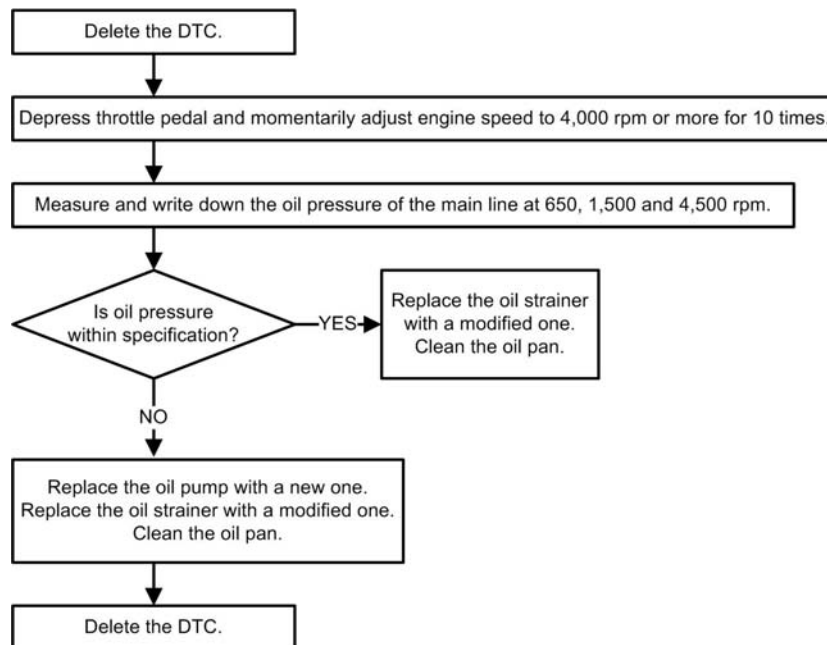 Delete the DTC.
Depress throttle pedal and momentarily adjust engine speed to 4,000 rpm or more for 10 times.
Measure and write down the oil pressure of the main line at 650, 1,500 and 4,500 rpm.
Is oil pressure
within specification?
YES
Replace the oil strainer
with a modified one.
Clean the oil pan.
NO
Replace the oil pump with a new one.
Replace the oil strainer with a modified one.
Clean the oil pan.
Delete the DTC.